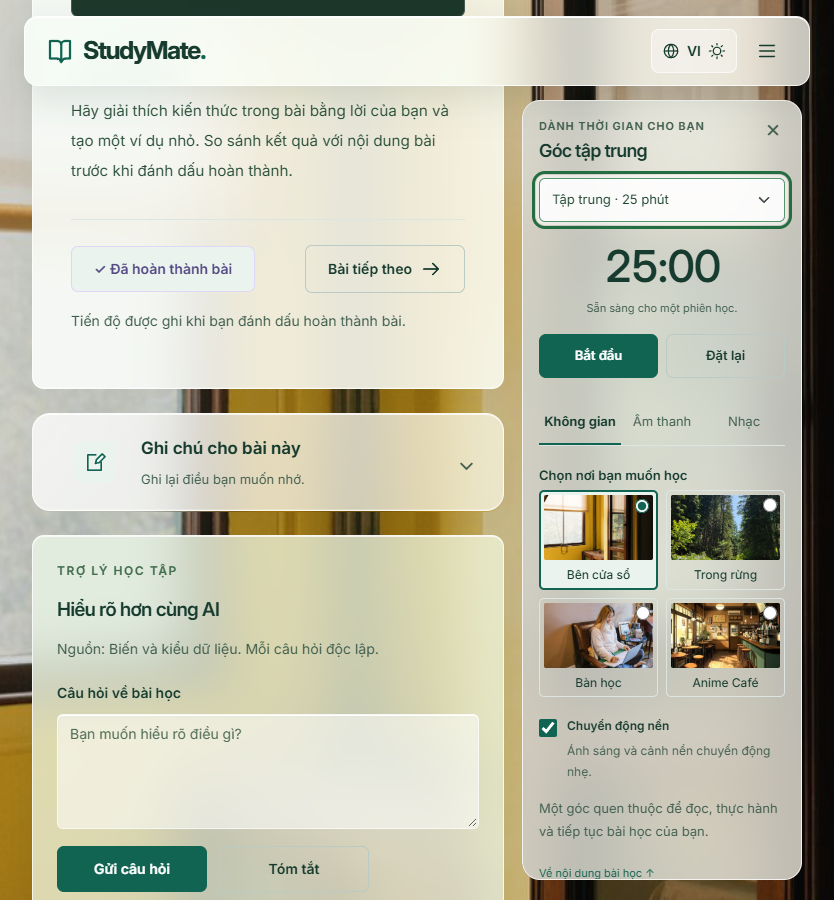 StudyMate.
VI
Hãy giải thích kiến thức trong bài bằng lời của bạn và
tạo một ví dụ nhỏ. So sánh kết quả với nội dung bài
trước khi đánh dấu hoàn thành.
✓ Đã hoàn thành bài
Bài tiếp theo →
Tiến độ được ghi khi bạn đánh dấu hoàn thành bài.
Ghi chú cho bài này
Ghi lại điều bạn muốn nhớ.
TRỢ LÝ HỌC TẬP
Hiểu rõ hơn cùng AI
Nguồn: Biến và kiểu dữ liệu. Mỗi câu hỏi độc lập.
Câu hỏi về bài học
Bạn muốn hiểu rõ điều gì?
Gửi câu hỏi
Tóm tắt
DÀNH THỜI GIAN CHO BẠN
Góc tập trung
Tập trung · 25 phút
25:00
Sẵn sàng cho một phiên học.
Bắt đầu
Đặt lại
Không gian
Âm thanh
Nhạc
Chọn nơi bạn muốn học
Bên cửa sổ
Trong rừng
Bàn học
Anime Café
Chuyển động nền
Ánh sáng và cảnh nền chuyển động
nhẹ.
Một góc quen thuộc để đọc, thực hành
và tiếp tục bài học của bạn.
Về nội dung bài học ↑